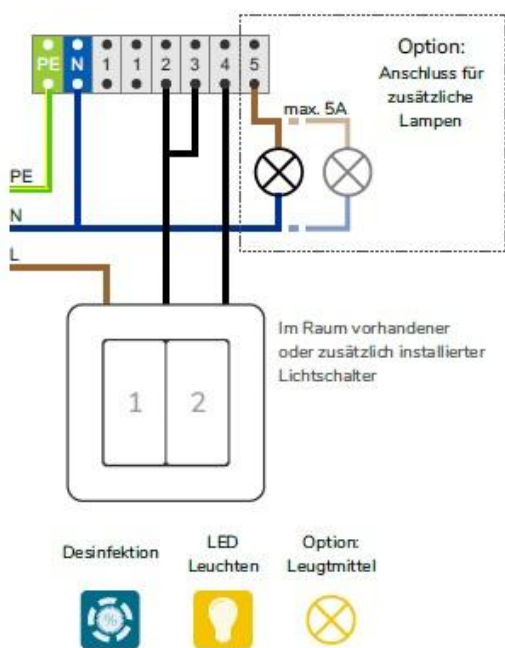 PE N 1 1 2 3 4 5
Option:
Anschluss für
zusätzliche
Lampen
max. 5A
PE
N
L
Im Raum vorhandener
oder zusätzlich installierter
Lichtschalter
1 2
Desinfektion
LED
Leuchten
Option:
Leugtmittel
%